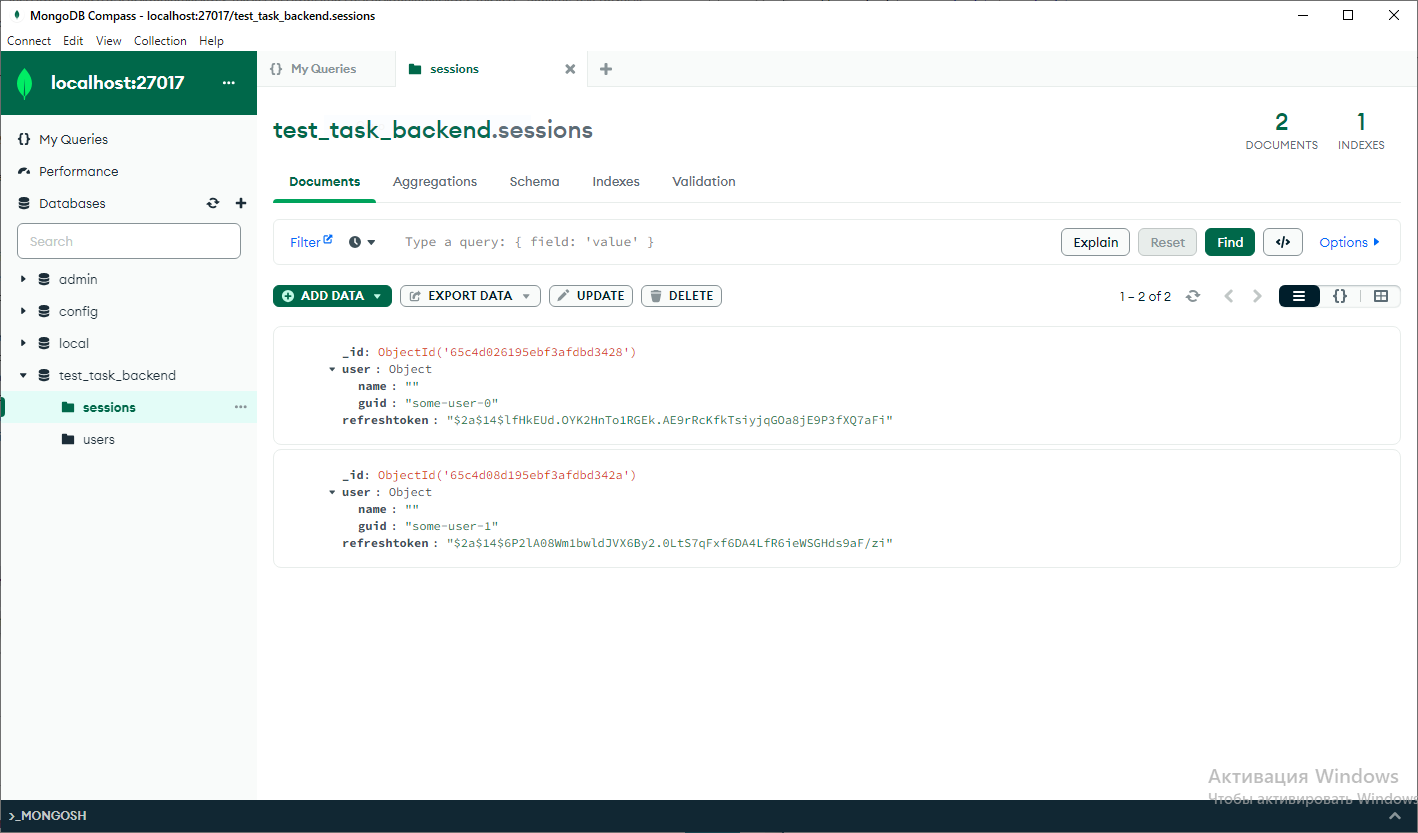 MongoDB Compass - localhost:27017/test_task_backend.sessions
Connect Edit View Collection Help
localhost:27017
My Queries
Performance
Databases
Search
admin
config
local
test_task_backend
sessions
users
{} My Queries
sessions
test_task_backend.sessions
2
DOCUMENTS
1
INDEXES
Documents Aggregations Schema Indexes Validation
Filter Type a query: { field: 'value' } Explain Reset Find </> Options
ADD DATA EXPORT DATA UPDATE DELETE 1 – 2 of 2 {}
_id: ObjectId('65c4d026195ebf3afdbd3428')
user : Object
name : ""
guid : "some-user-0"
refreshtoken : "$2a$14$lfHkEUd.OYK2HnTo1RGEk.AE9rRcKfkTsiyjqGOa8jE9P3fXQ7aFi"
_id: ObjectId('65c4d08d195ebf3afdbd342a')
user : Object
name : ""
guid : "some-user-1"
refreshtoken : "$2a$14$6P2lA08Wm1bwldJVX6By2.0LtS7qFxf6DA4LfR6ieWSGHds9aF/zi"
Активация Windows
Чтобы активировать Windows
>_MONGOSH